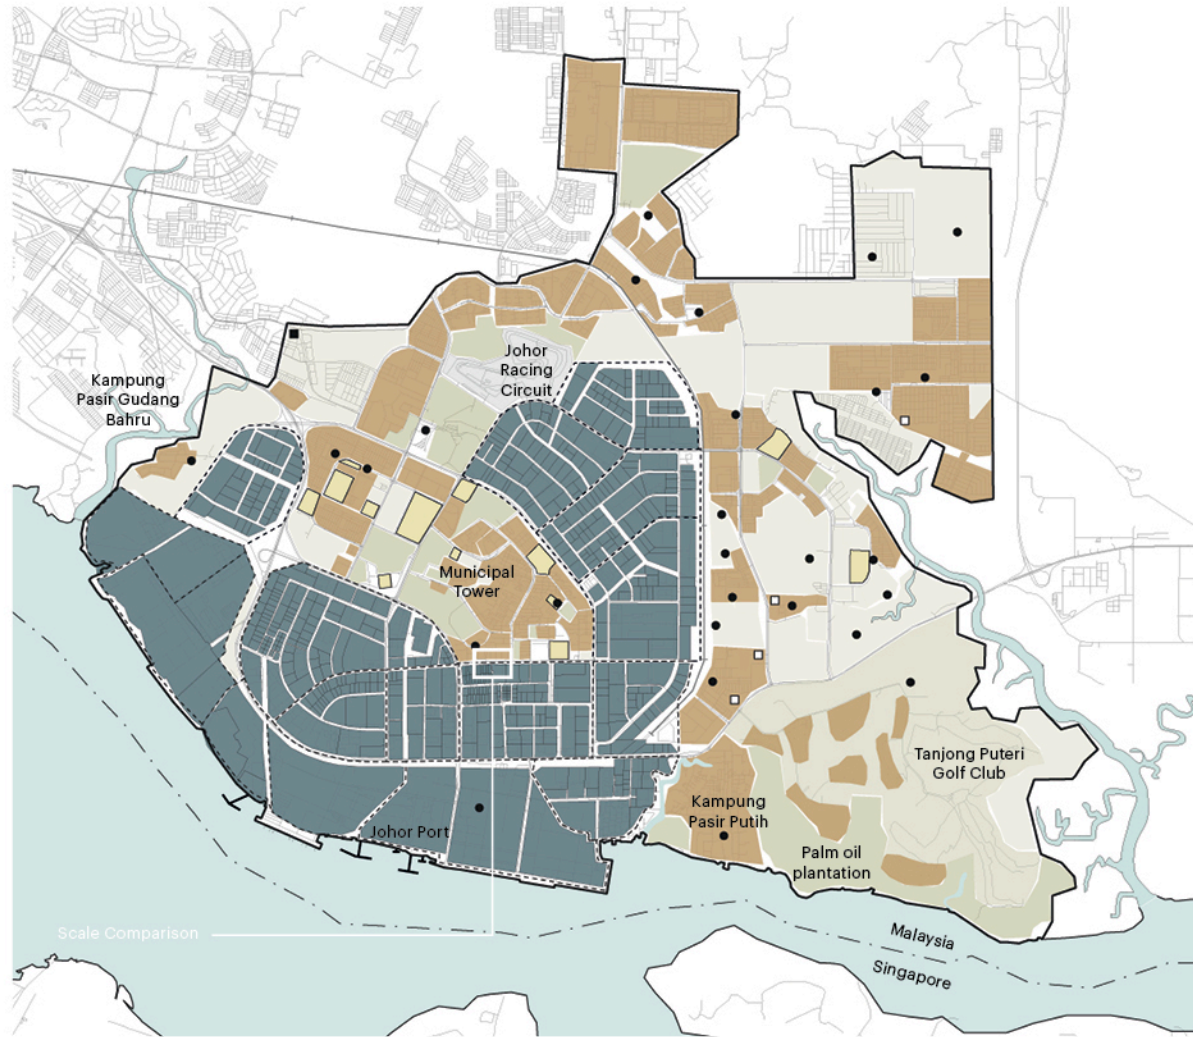 Johor
Racing
Circuit
Kampung
Pasir Gudang
Bahru
Municipal
Tower
Tanjong Puteri
Golf Club
Kampung
Pasir Putih
Johor Port
Palm oil
plantation
Scale Comparison
Malaysia
Singapore